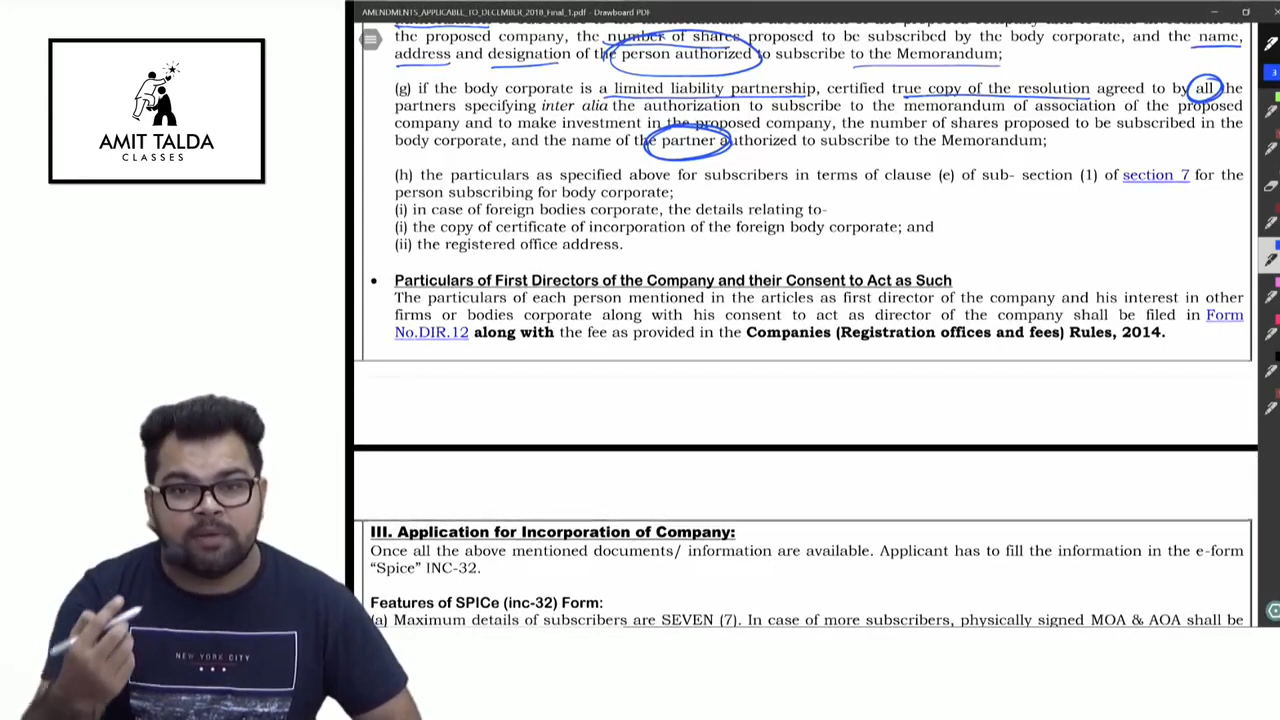 AMENDMENTS_APPLICABLE_TO_DECEMBER_2018_Final_1.pdf - Drawboard PDF
AMIT TALDA
CLASSES
the proposed company, the number of shares proposed to be subscribed by the body corporate, and the name,
address and designation of the person authorized to subscribe to the Memorandum;
(g) if the body corporate is a limited liability partnership, certified true copy of the resolution agreed to by all the
partners specifying inter alia the authorization to subscribe to the memorandum of association of the proposed
company and to make investment in the proposed company, the number of shares proposed to be subscribed in the
body corporate, and the name of the partner authorized to subscribe to the Memorandum;
(h) the particulars as specified above for subscribers in terms of clause (e) of sub- section (1) of section 7 for the
person subscribing for body corporate;
(i) in case of foreign bodies corporate, the details relating to-
(i) the copy of certificate of incorporation of the foreign body corporate; and
(ii) the registered office address.
• Particulars of First Directors of the Company and their Consent to Act as Such
The particulars of each person mentioned in the articles as first director of the company and his interest in other
firms or bodies corporate along with his consent to act as director of the company shall be filed in Form
No.DIR.12 along with the fee as provided in the Companies (Registration offices and fees) Rules, 2014.
III. Application for Incorporation of Company:
Once all the above mentioned documents/ information are available. Applicant has to fill the information in the e-form
“Spice” INC-32.
Features of SPICe (inc-32) Form:
(a) Maximum details of subscribers are SEVEN (7). In case of more subscribers, physically signed MOA & AOA shall be
NEW YORK CITY
3